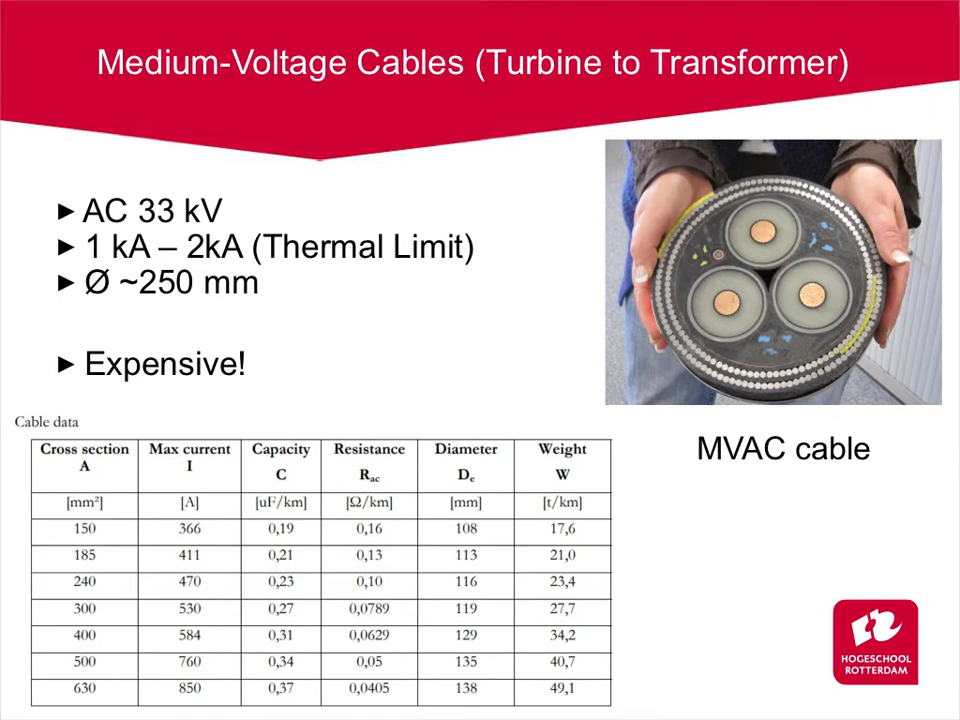 Medium-Voltage Cables (Turbine to Transformer)
► AC 33 kV
► 1 kA – 2kA (Thermal Limit)
► Ø ~250 mm
► Expensive!
MVAC cable
Cable data
Cross section A Max current I Capacity C Resistance Rac Diameter De Weight W
[mm²] [A] [uF/km] [Ω/km] [mm] [t/km]
150 366 0,19 0,16 108 17,6
185 411 0,21 0,13 113 21,0
240 470 0,23 0,10 116 23,4
300 530 0,27 0,0789 119 27,7
400 584 0,31 0,0629 129 34,2
500 760 0,34 0,05 135 40,7
630 850 0,37 0,0405 138 49,1
HOGESCHOOL
ROTTERDAM